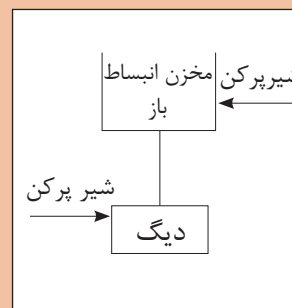 مخزن انبساط
باز
شیرپرکن
شیر پرکن
دیگ